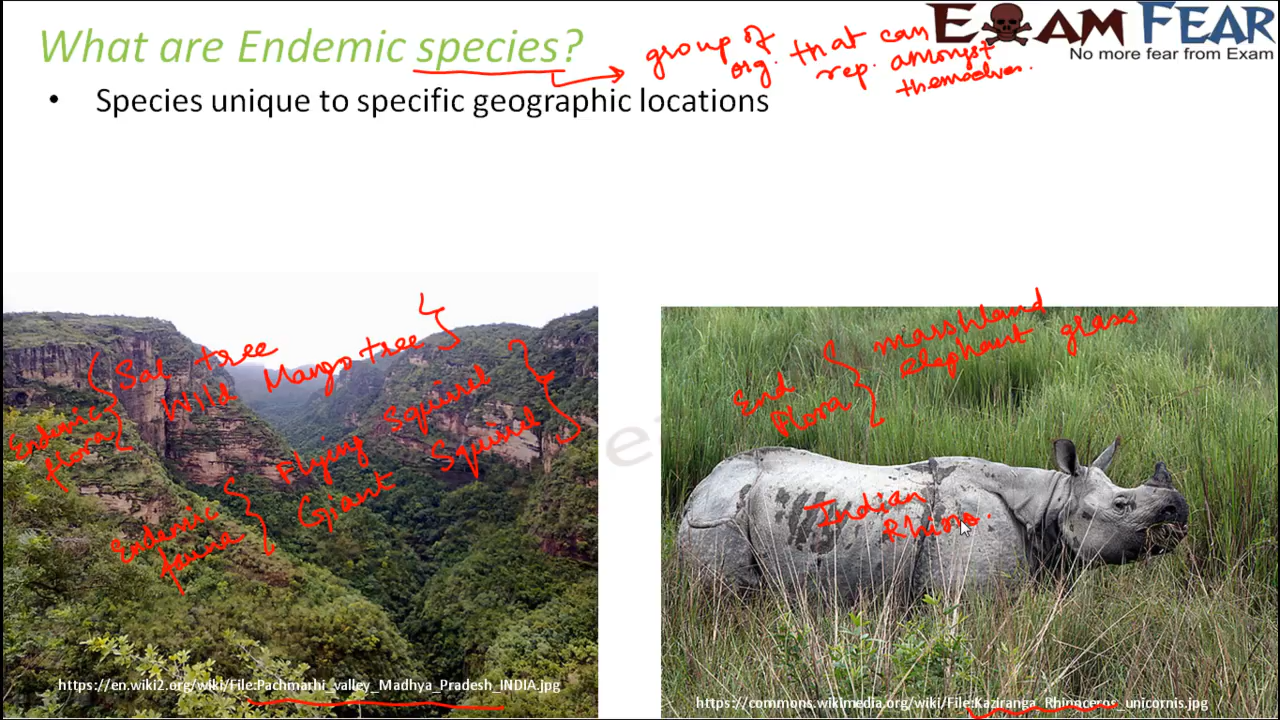 What are Endemic species?
group of
org. that can
rep. amongst
themselves.
EXAM FEAR
No more fear from Exam
• Species unique to specific geographic locations
Endemic
flora
Sal tree
Wild Mango tree
Endemic
fauna
Flying Squirel
Giant Squirel
End
Flora
marshland
elephant grass
Indian
Rhino.
https://en.wiki2.org/wiki/File:Pachmarhi_valley_Madhya_Pradesh_INDIA.jpg
https://commons.wikimedia.org/wiki/File:Kaziranga_Rhinoceros_unicornis.jpg